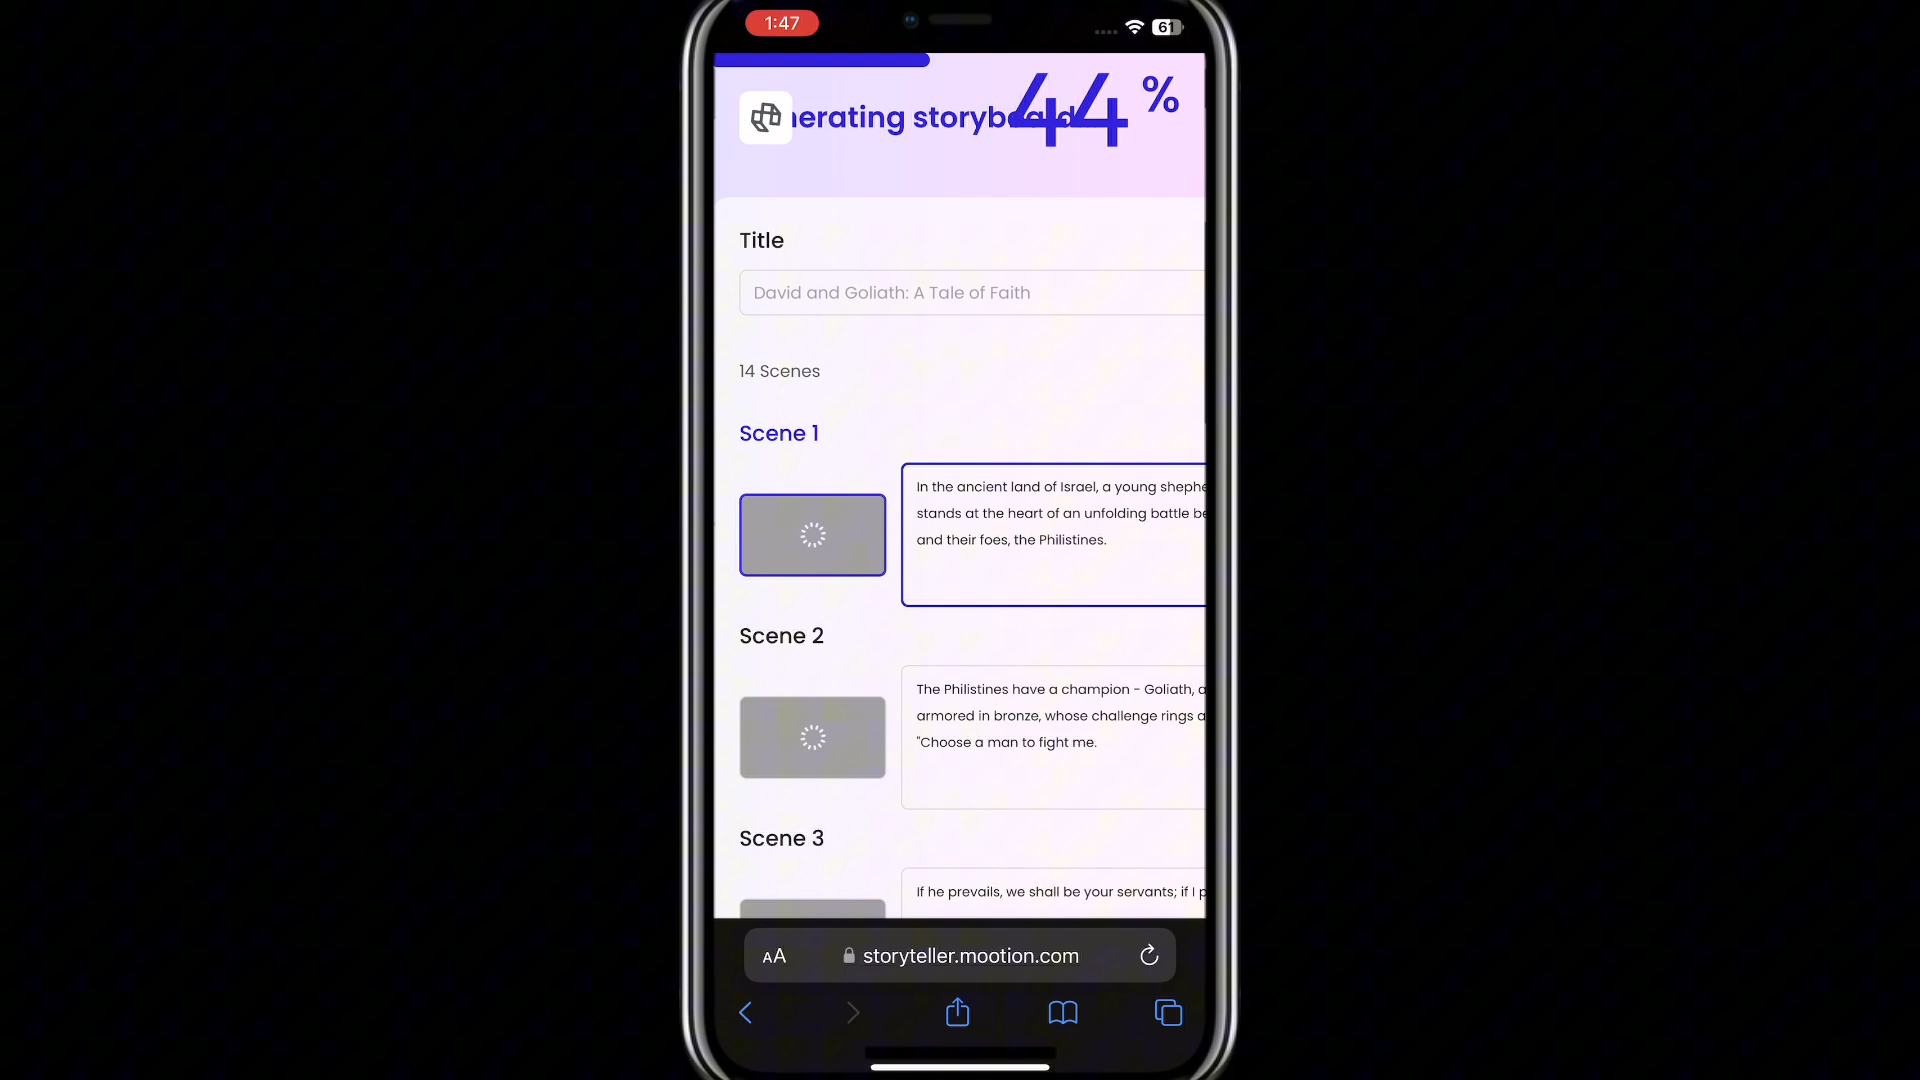 1:47
61
44 %
nerating storyboard
Title
David and Goliath: A Tale of Faith
14 Scenes
Scene 1
In the ancient land of Israel, a young shephe
stands at the heart of an unfolding battle be
and their foes, the Philistines.
Scene 2
The Philistines have a champion - Goliath, a
armored in bronze, whose challenge rings a
"Choose a man to fight me.
Scene 3
If he prevails, we shall be your servants; if I p
AA storyteller.mootion.com